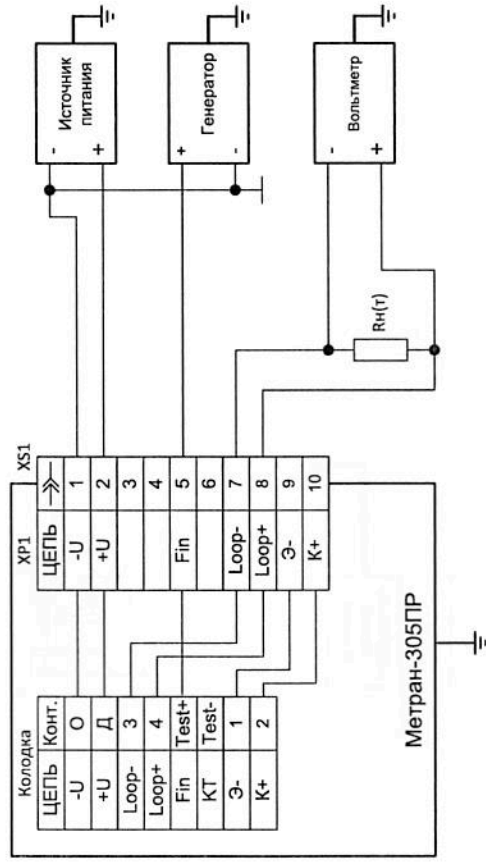 Колодка
ЦЕПЬ Конт.
-U О
+U Д
Loop- 3
Loop+ 4
Fin Test+
КТ Test-
Э- 1
К+ 2
XP1 XS1
ЦЕПЬ
-U 1
+U 2
3
4
Fin 5
6
Loop- 7
Loop+ 8
Э- 9
К+ 10
Метран-305ПР
Источник
питания
- +
Генератор
+ -
Вольтметр
- +
Rн(т)